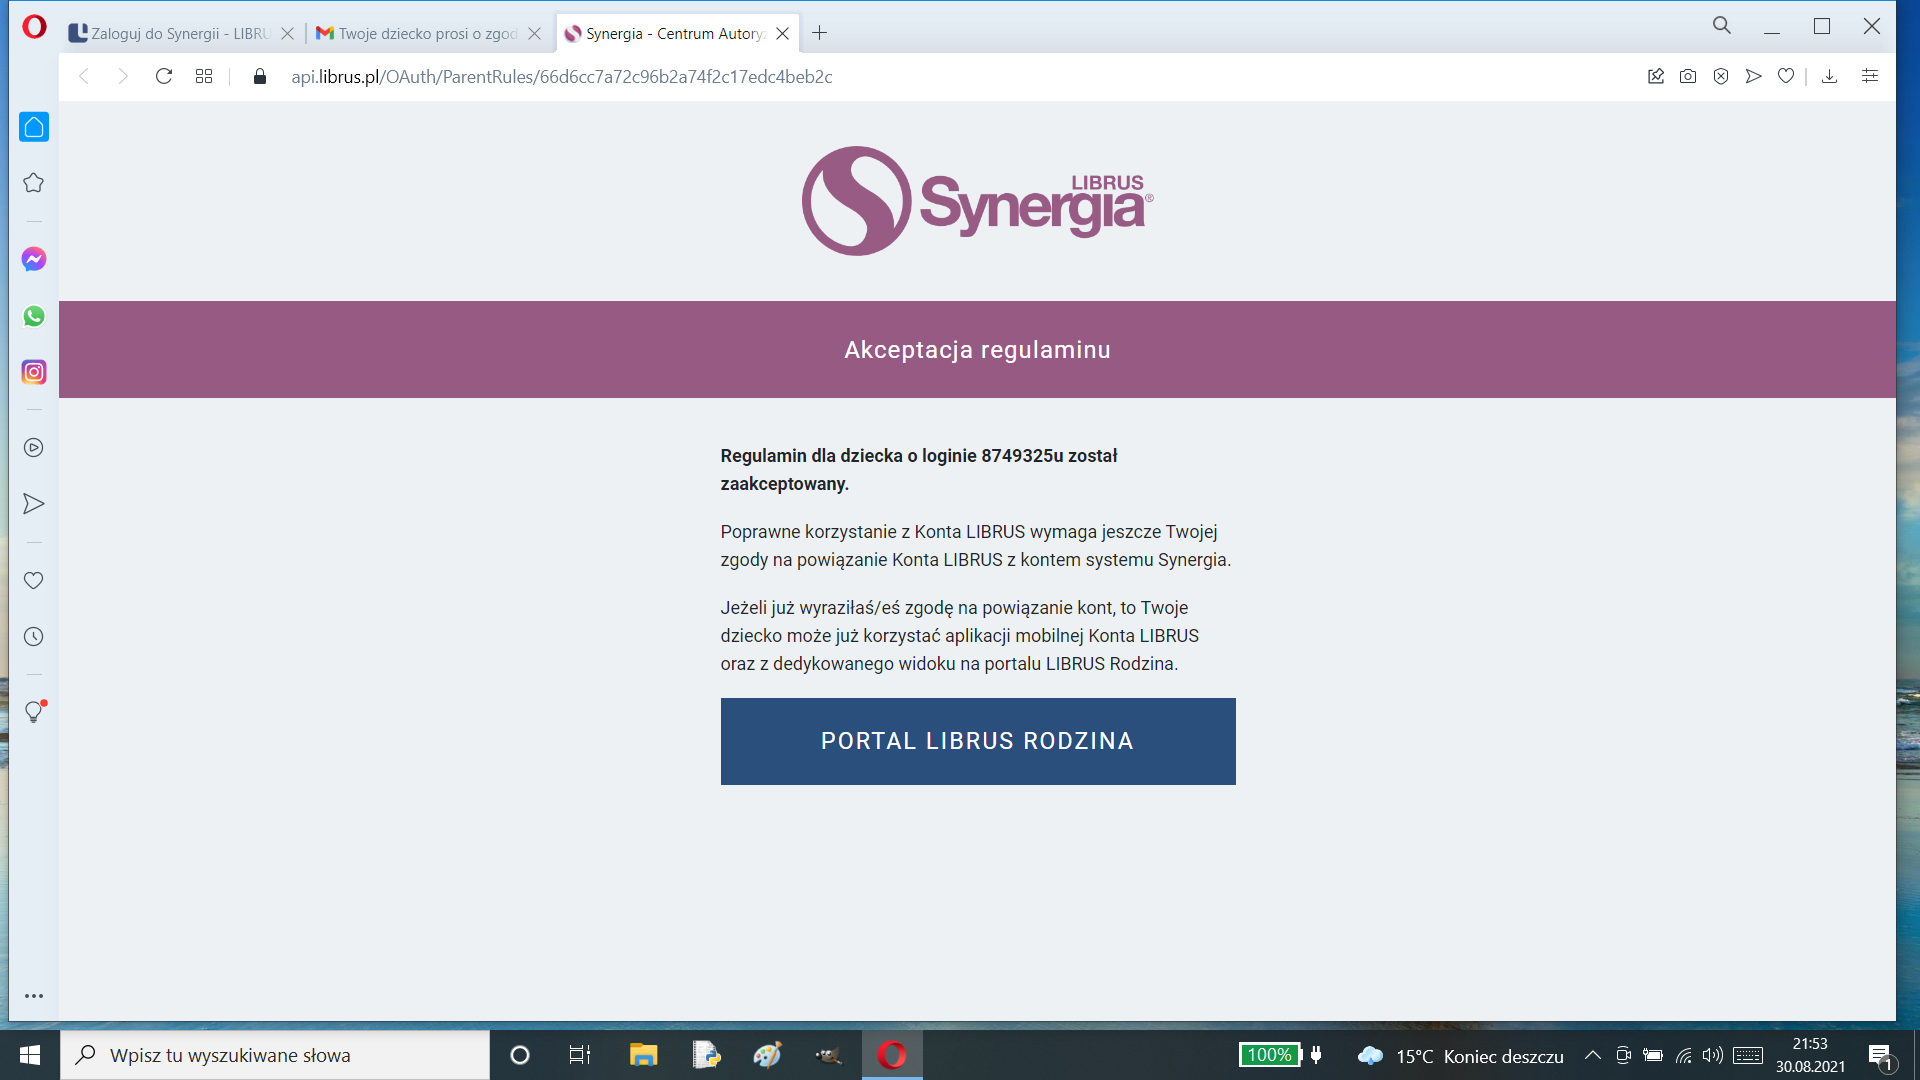 Zaloguj do Synergii - LIBRU
Twoje dziecko prosi o zgod
Synergia - Centrum Autory
api.librus.pl/OAuth/ParentRules/66d6cc7a72c96b2a74f2c17edc4beb2c
LIBRUS
Synergia®
Akceptacja regulaminu
Regulamin dla dziecka o loginie 8749325u został
zaakceptowany.
Poprawne korzystanie z Konta LIBRUS wymaga jeszcze Twojej
zgody na powiązanie Konta LIBRUS z kontem systemu Synergia.
Jeżeli już wyraziłaś/eś zgodę na powiązanie kont, to Twoje
dziecko może już korzystać aplikacji mobilnej Konta LIBRUS
oraz z dedykowanego widoku na portalu LIBRUS Rodzina.
PORTAL LIBRUS RODZINA
Wpisz tu wyszukiwane słowa
100%
15°C Koniec deszczu
21:53
30.08.2021
1